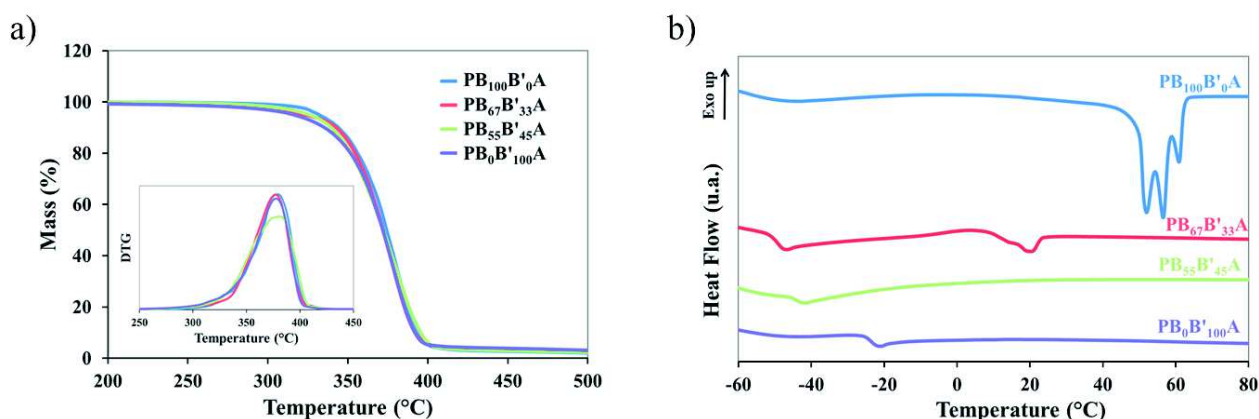 a)
120
100
80
60
40
20
0
Mass (%)
PB₁₀₀B'₀A
PB₆₇B'₃₃A
PB₅₅B'₄₅A
PB₀B'₁₀₀A
DTG
250 300 350 400 450
Temperature (°C)
200 250 300 350 400 450 500
Temperature (°C)
b)
Exo up
Heat Flow (u.a.)
PB₁₀₀B'₀A
PB₆₇B'₃₃A
PB₅₅B'₄₅A
PB₀B'₁₀₀A
-60 -40 -20 0 20 40 60 80
Temperature (°C)